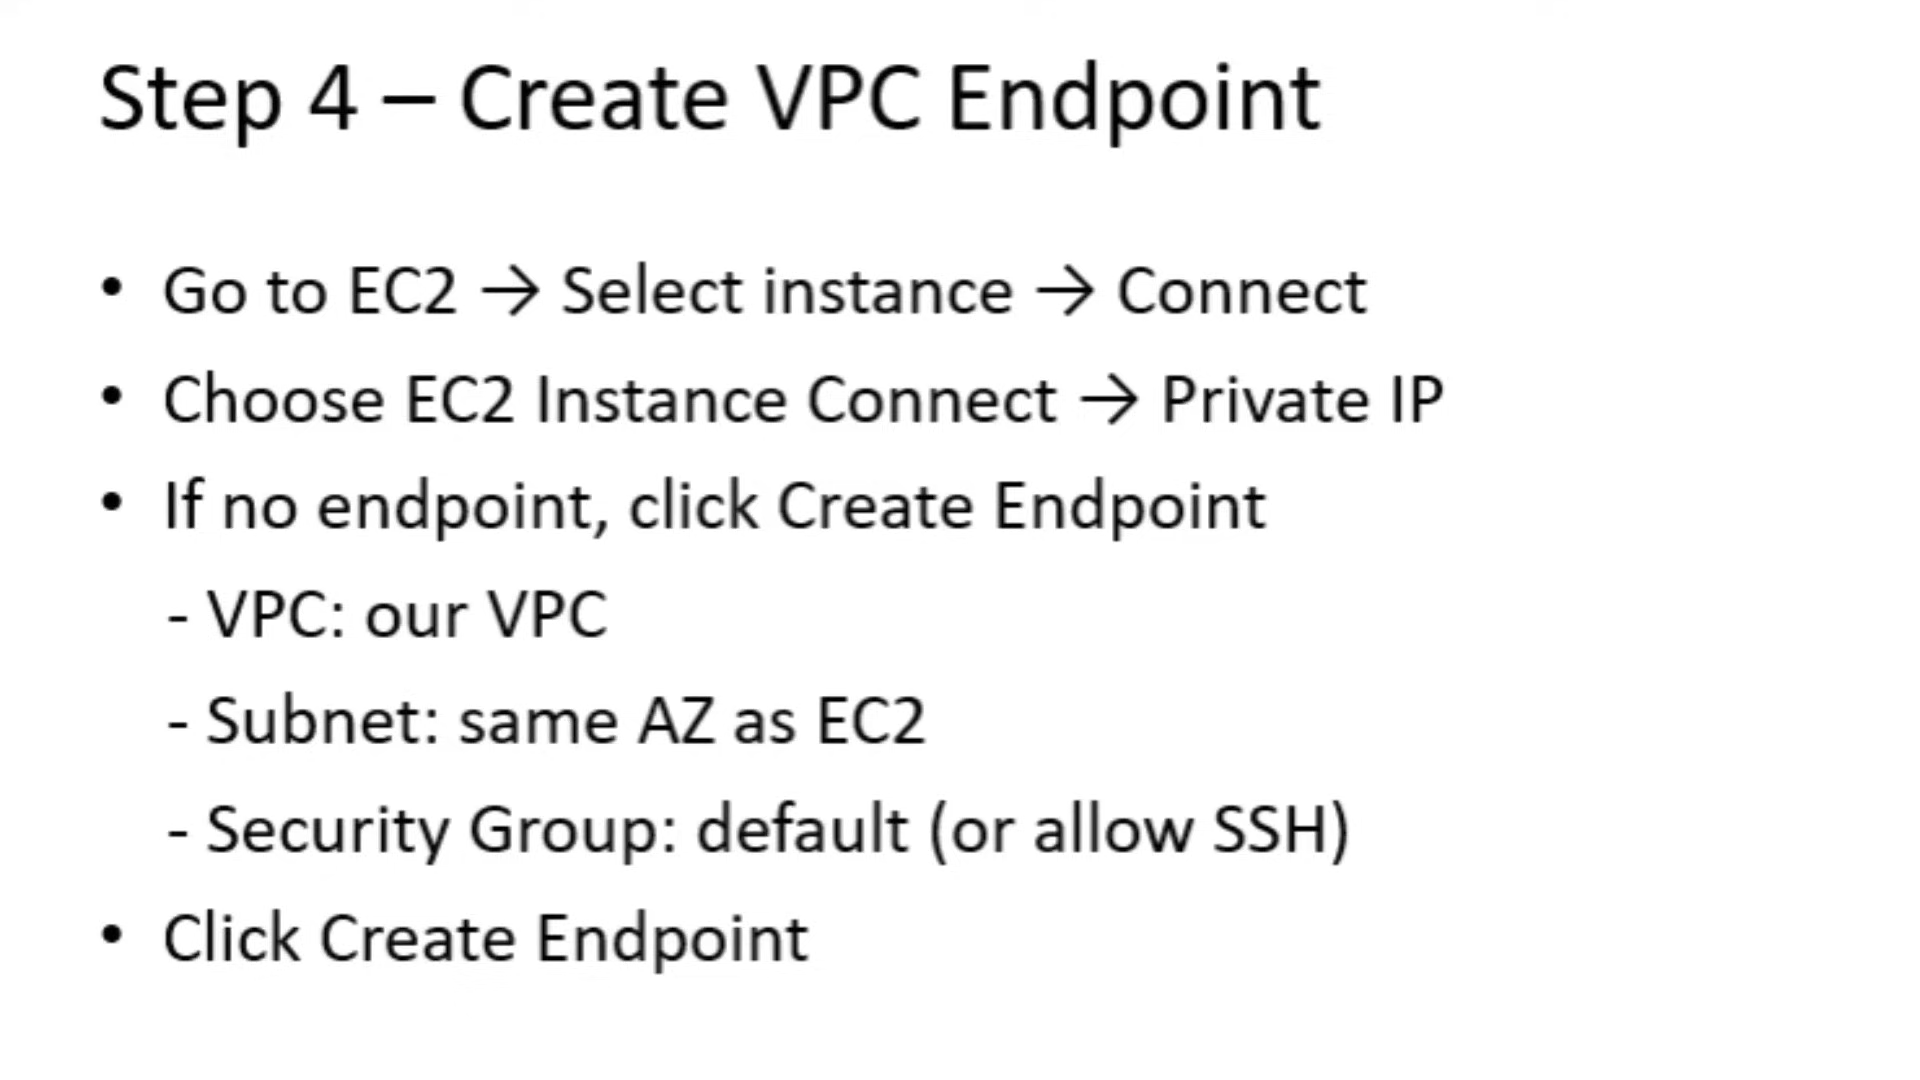 Step 4 – Create VPC Endpoint
• Go to EC2 → Select instance → Connect
• Choose EC2 Instance Connect → Private IP
• If no endpoint, click Create Endpoint
- VPC: our VPC
- Subnet: same AZ as EC2
- Security Group: default (or allow SSH)
• Click Create Endpoint